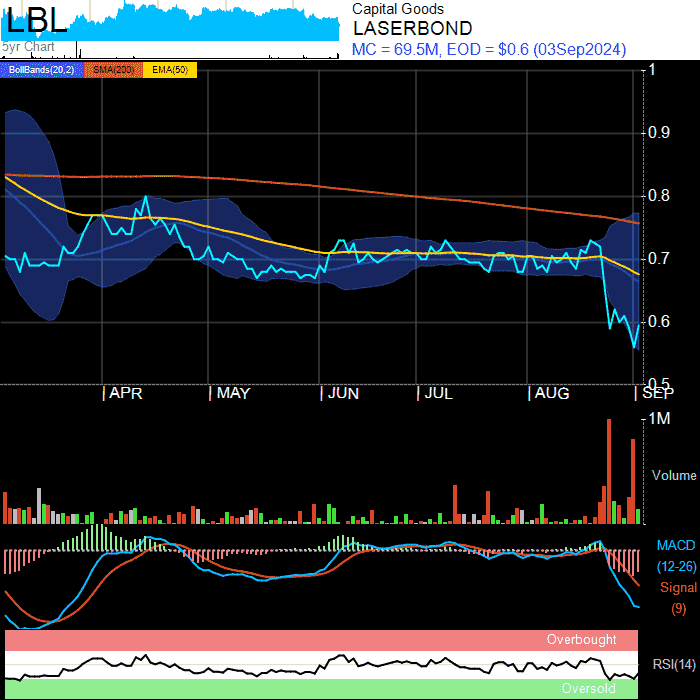 LBL
5yr Chart
Capital Goods
LASERBOND
MC = 69.5M, EOD = $0.6 (03Sep2024)
BollBands(20,2) SMA(200) EMA(50)
1
0.9
0.8
0.7
0.6
0.5
APR MAY JUN JUL AUG SEP
1M
Volume
MACD
(12-26)
Signal
(9)
Overbought
RSI(14)
Oversold